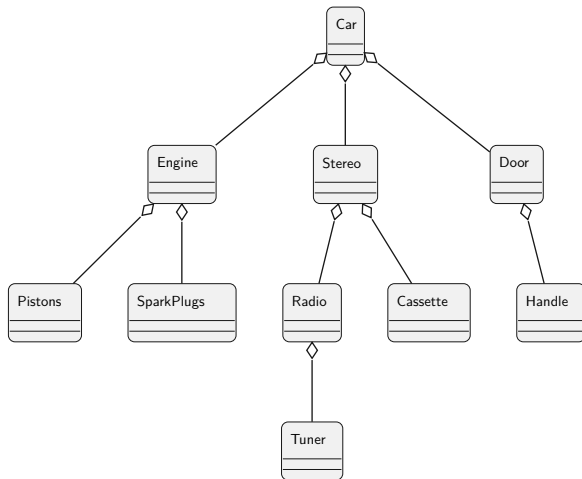 Car
Engine
Stereo
Door
Pistons
SparkPlugs
Radio
Cassette
Handle
Tuner